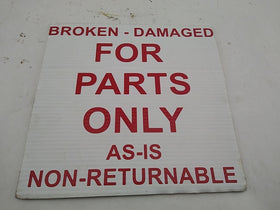 BROKEN - DAMAGED
FOR
PARTS
ONLY
AS-IS
NON-RETURNABLE